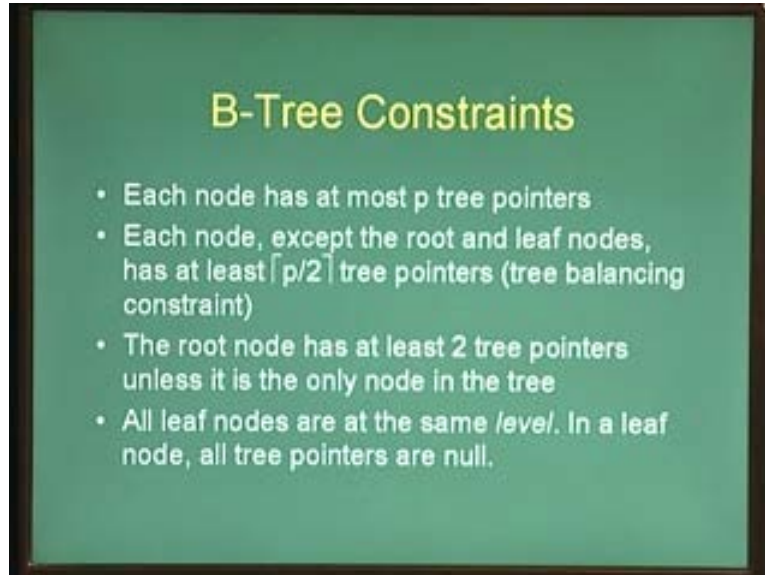 B-Tree Constraints
• Each node has at most p tree pointers
• Each node, except the root and leaf nodes,
has at least ⌈p/2⌉ tree pointers (tree balancing
constraint)
• The root node has at least 2 tree pointers
unless it is the only node in the tree
• All leaf nodes are at the same level. In a leaf
node, all tree pointers are null.